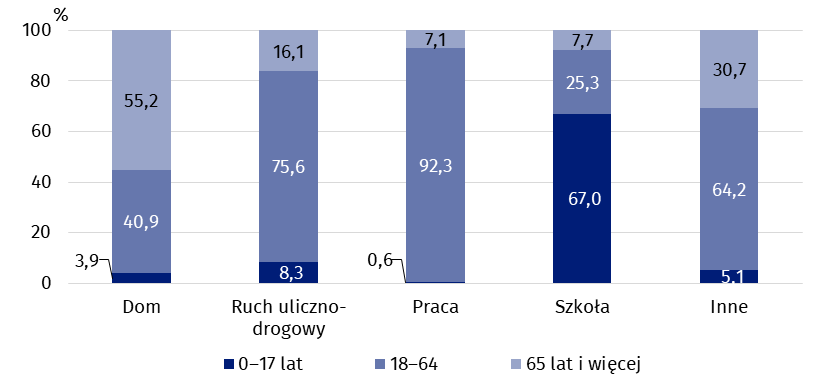 %
100
80
60
40
20
0
55,2
40,9
3,9
16,1
75,6
8,3
7,1
92,3
0,6
7,7
25,3
67,0
30,7
64,2
5,1
Dom
Ruch uliczno-
drogowy
Praca
Szkoła
Inne
0–17 lat
18–64
65 lat i więcej